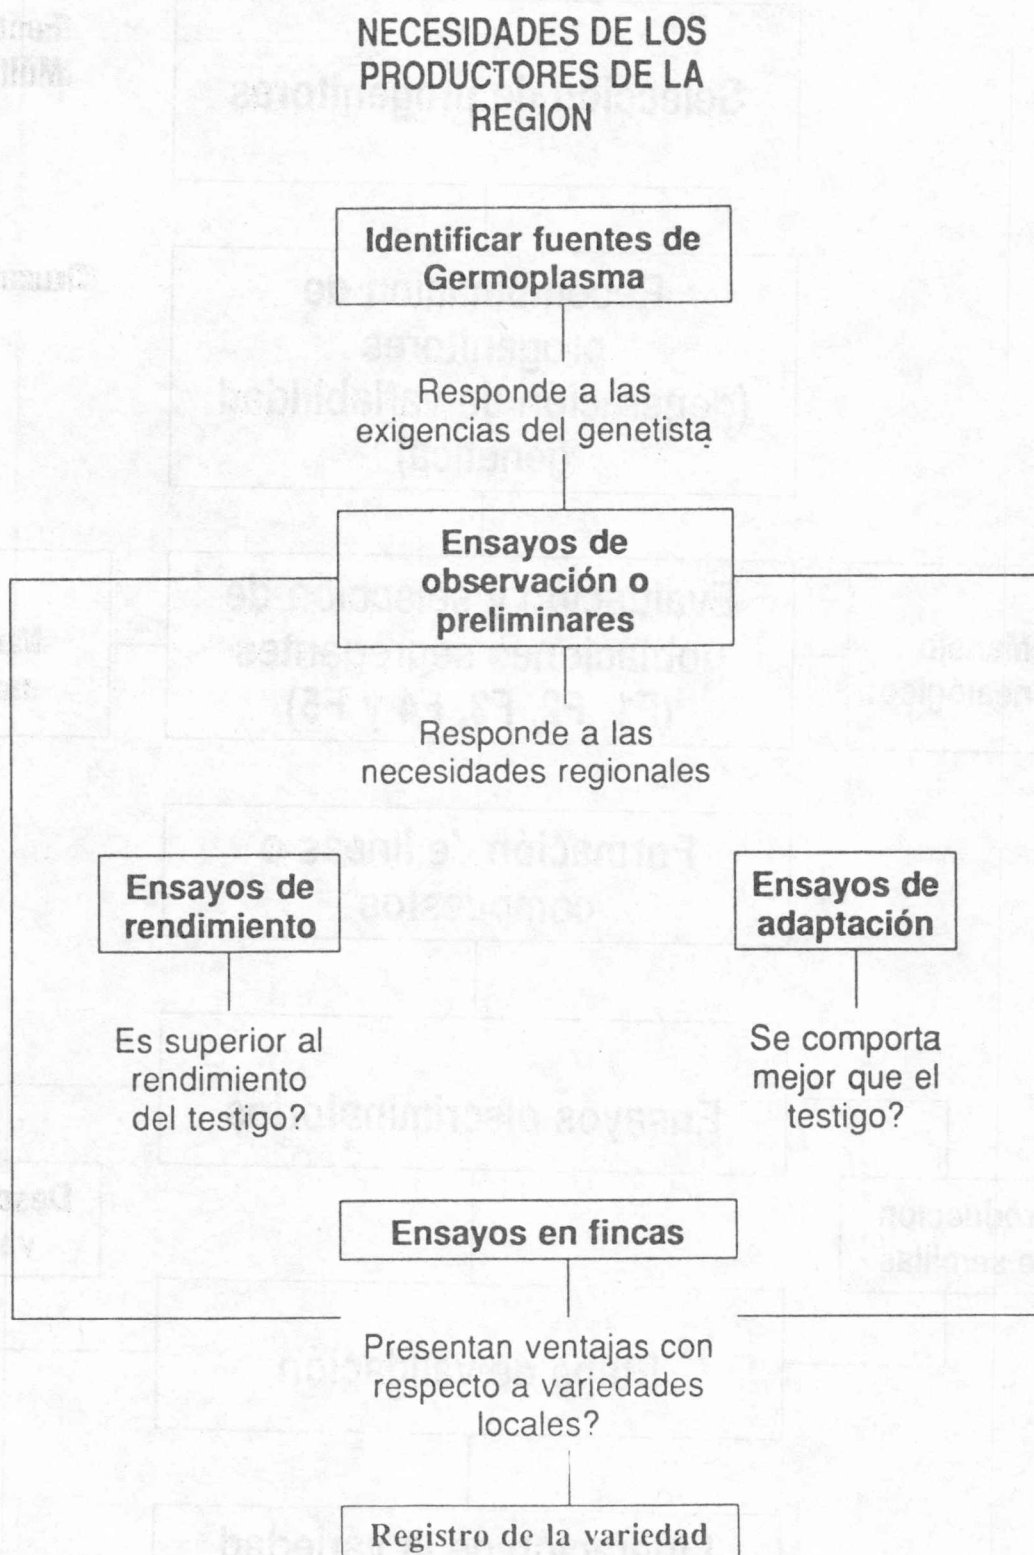 NECESIDADES DE LOS
PRODUCTORES DE LA
REGION
Identificar fuentes de
Germoplasma
Responde a las
exigencias del genetista
Ensayos de
observación o
preliminares
Responde a las
necesidades regionales
Ensayos de
rendimiento
Es superior al
rendimiento
del testigo?
Ensayos de
adaptación
Se comporta
mejor que el
testigo?
Ensayos en fincas
Presentan ventajas con
respecto a variedades
locales?
Registro de la variedad